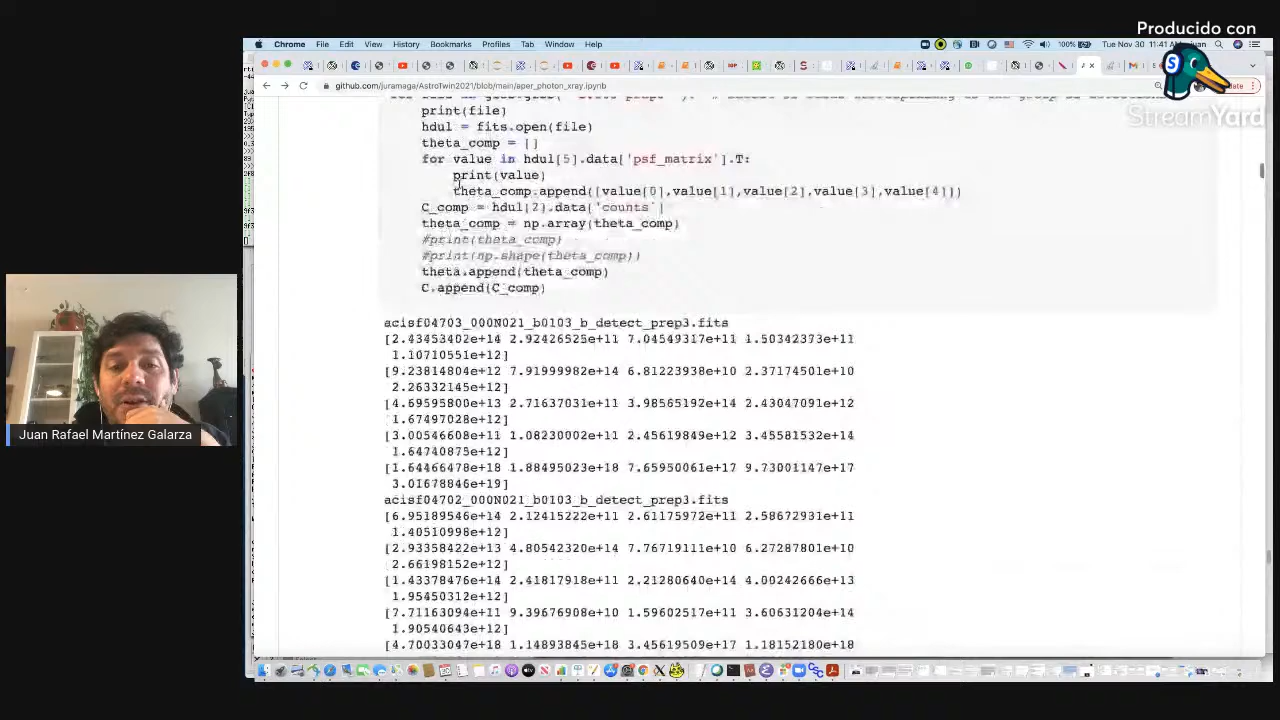 Producido con
StreamYard
Chrome File Edit View History Bookmarks Profiles Tab Window Help
100% Tue Nov 30 11:41 AM
github.com/juramaga/AstroTwin2021/blob/main/aper_photon_xray.ipynb
print(file)
hdul = fits.open(file)
theta_comp = []
for value in hdul[5].data['psf_matrix'].T:
print(value)
theta_comp.append([value[0],value[1],value[2],value[3],value[4]])
C_comp = hdul[2].data['counts']
theta_comp = np.array(theta_comp)
#print(theta_comp)
#print(np.shape(theta_comp))
theta.append(theta_comp)
C.append(C_comp)
acisf04703_000N021_b0103_b_detect_prep3.fits
[2.43453402e+14 2.92426525e+11 7.04549317e+11 1.50342373e+11
1.10710551e+12]
[9.23814804e+12 7.91999982e+14 6.81223938e+10 2.37174501e+10
2.26332145e+12]
[4.69595800e+13 2.71637031e+11 3.98565192e+14 2.43047091e+12
1.67497028e+12]
[3.00546608e+11 1.08230002e+11 2.45619849e+12 3.45581532e+14
1.64740875e+12]
[1.64466478e+18 1.88495023e+18 7.65950061e+17 9.73001147e+17
3.01678846e+19]
acisf04702_000N021_b0103_b_detect_prep3.fits
[6.95189546e+14 2.12415222e+11 2.61175972e+11 2.58672931e+11
1.40510998e+12]
[2.93358422e+13 4.80542320e+14 7.76719111e+10 6.27287801e+10
2.66198152e+12]
[1.43378476e+14 2.41817918e+11 2.21280640e+14 4.00242666e+13
1.95450312e+12]
[7.71163094e+11 9.39676908e+10 1.59602517e+11 3.60631204e+14
1.90540643e+12]
[4.70033047e+18 1.14893845e+18 3.45619509e+17 1.18152180e+18
Juan Rafael Martínez Galarza